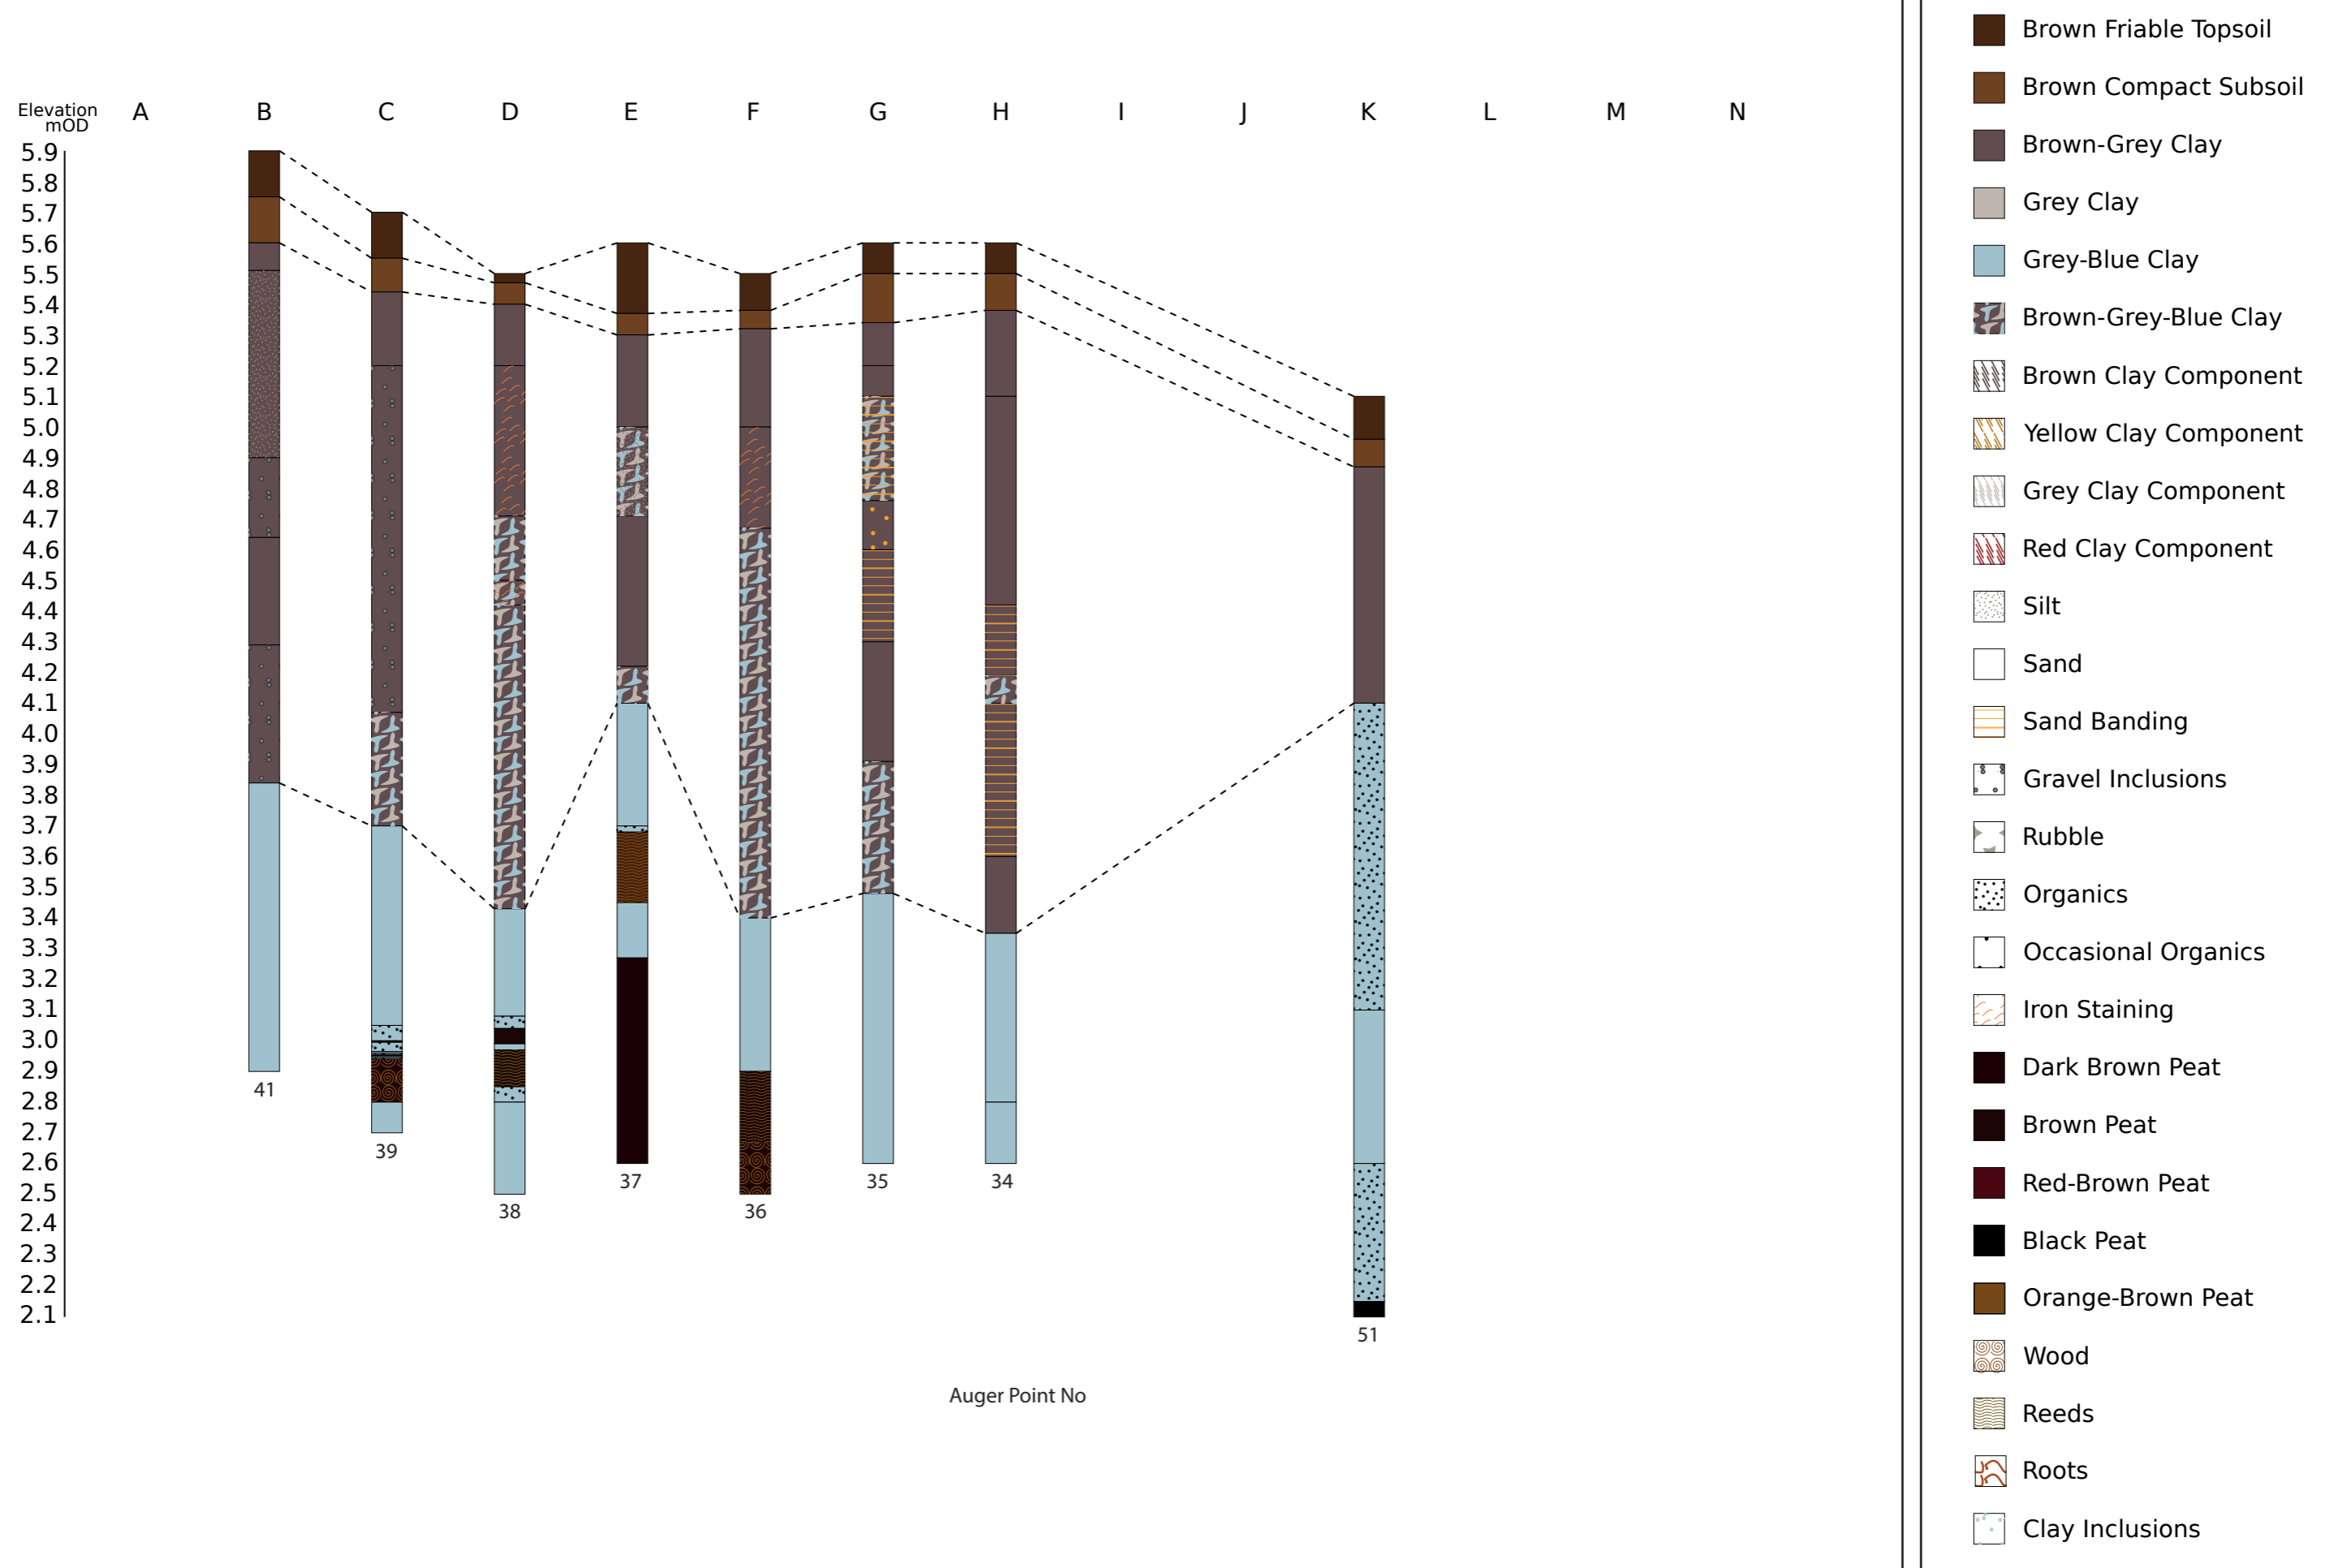 Elevation
mOD
A B C D E F G H I J K L M N
5.9
5.8
5.7
5.6
5.5
5.4
5.3
5.2
5.1
5.0
4.9
4.8
4.7
4.6
4.5
4.4
4.3
4.2
4.1
4.0
3.9
3.8
3.7
3.6
3.5
3.4
3.3
3.2
3.1
3.0
2.9
2.8
2.7
2.6
2.5
2.4
2.3
2.2
2.1
41
39
38
37
36
35
34
51
Auger Point No
Brown Friable Topsoil
Brown Compact Subsoil
Brown-Grey Clay
Grey Clay
Grey-Blue Clay
Brown-Grey-Blue Clay
Brown Clay Component
Yellow Clay Component
Grey Clay Component
Red Clay Component
Silt
Sand
Sand Banding
Gravel Inclusions
Rubble
Organics
Occasional Organics
Iron Staining
Dark Brown Peat
Brown Peat
Red-Brown Peat
Black Peat
Orange-Brown Peat
Wood
Reeds
Roots
Clay Inclusions